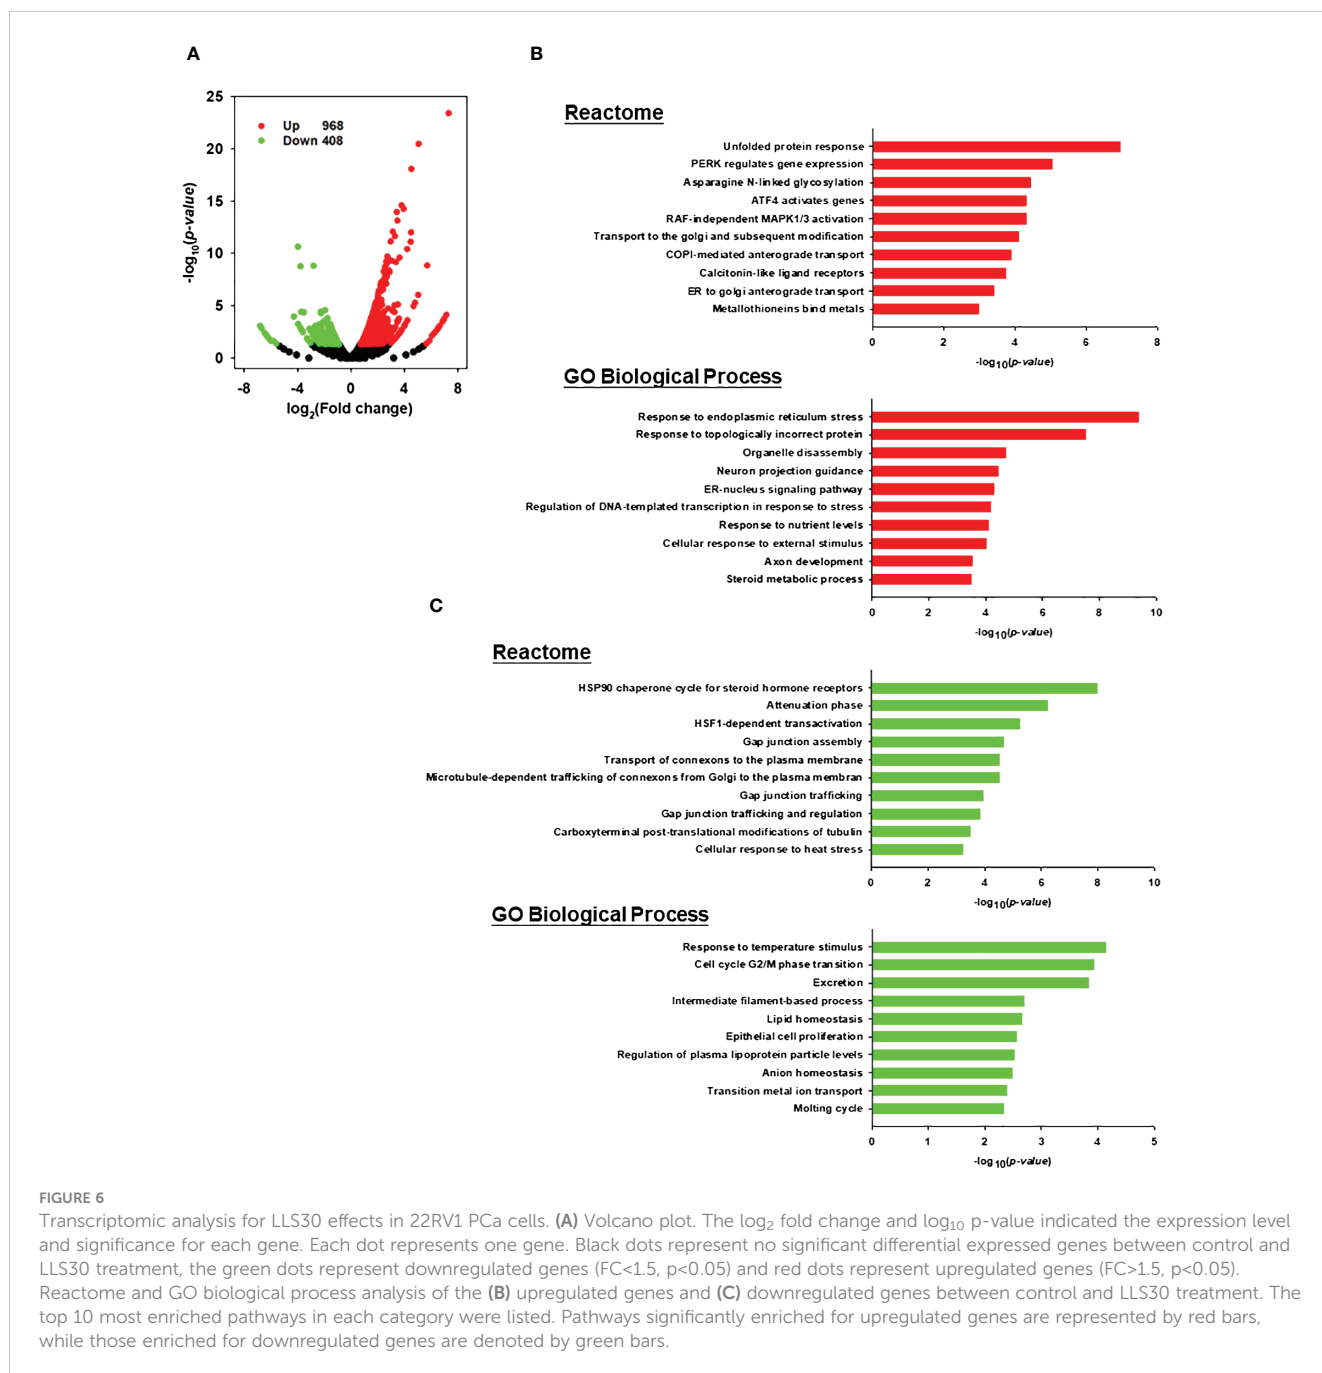 A
25
20
15
10
5
0
-log10(p-value)
Up 968
Down 408
-8 -4 0 4 8
log2(Fold change)
B
Reactome
Unfolded protein response
PERK regulates gene expression
Asparagine N-linked glycosylation
ATF4 activates genes
RAF-independent MAPK1/3 activation
Transport to the golgi and subsequent modification
COPI-mediated anterograde transport
Calcitonin-like ligand receptors
ER to golgi anterograde transport
Metallothioneins bind metals
0 2 4 6 8
-log10(p-value)
GO Biological Process
Response to endoplasmic reticulum stress
Response to topologically incorrect protein
Organelle disassembly
Neuron projection guidance
ER-nucleus signaling pathway
Regulation of DNA-templated transcription in response to stress
Response to nutrient levels
Cellular response to external stimulus
Axon development
Steroid metabolic process
0 2 4 6 8 10
-log10(p-value)
C
Reactome
HSP90 chaperone cycle for steroid hormone receptors
Attenuation phase
HSF1-dependent transactivation
Gap junction assembly
Transport of connexons to the plasma membrane
Microtubule-dependent trafficking of connexons from Golgi to the plasma membran
Gap junction trafficking
Gap junction trafficking and regulation
Carboxyterminal post-translational modifications of tubulin
Cellular response to heat stress
0 2 4 6 8 10
-log10(p-value)
GO Biological Process
Response to temperature stimulus
Cell cycle G2/M phase transition
Excretion
Intermediate filament-based process
Lipid homeostasis
Epithelial cell proliferation
Regulation of plasma lipoprotein particle levels
Anion homeostasis
Transition metal ion transport
Molting cycle
0 1 2 3 4 5
-log10(p-value)
FIGURE 6
Transcriptomic analysis for LLS30 effects in 22RV1 PCa cells. (A) Volcano plot. The log2 fold change and log10 p-value indicated the expression level
and significance for each gene. Each dot represents one gene. Black dots represent no significant differential expressed genes between control and
LLS30 treatment, the green dots represent downregulated genes (FC<1.5, p<0.05) and red dots represent upregulated genes (FC>1.5, p<0.05).
Reactome and GO biological process analysis of the (B) upregulated genes and (C) downregulated genes between control and LLS30 treatment. The
top 10 most enriched pathways in each category were listed. Pathways significantly enriched for upregulated genes are represented by red bars,
while those enriched for downregulated genes are denoted by green bars.